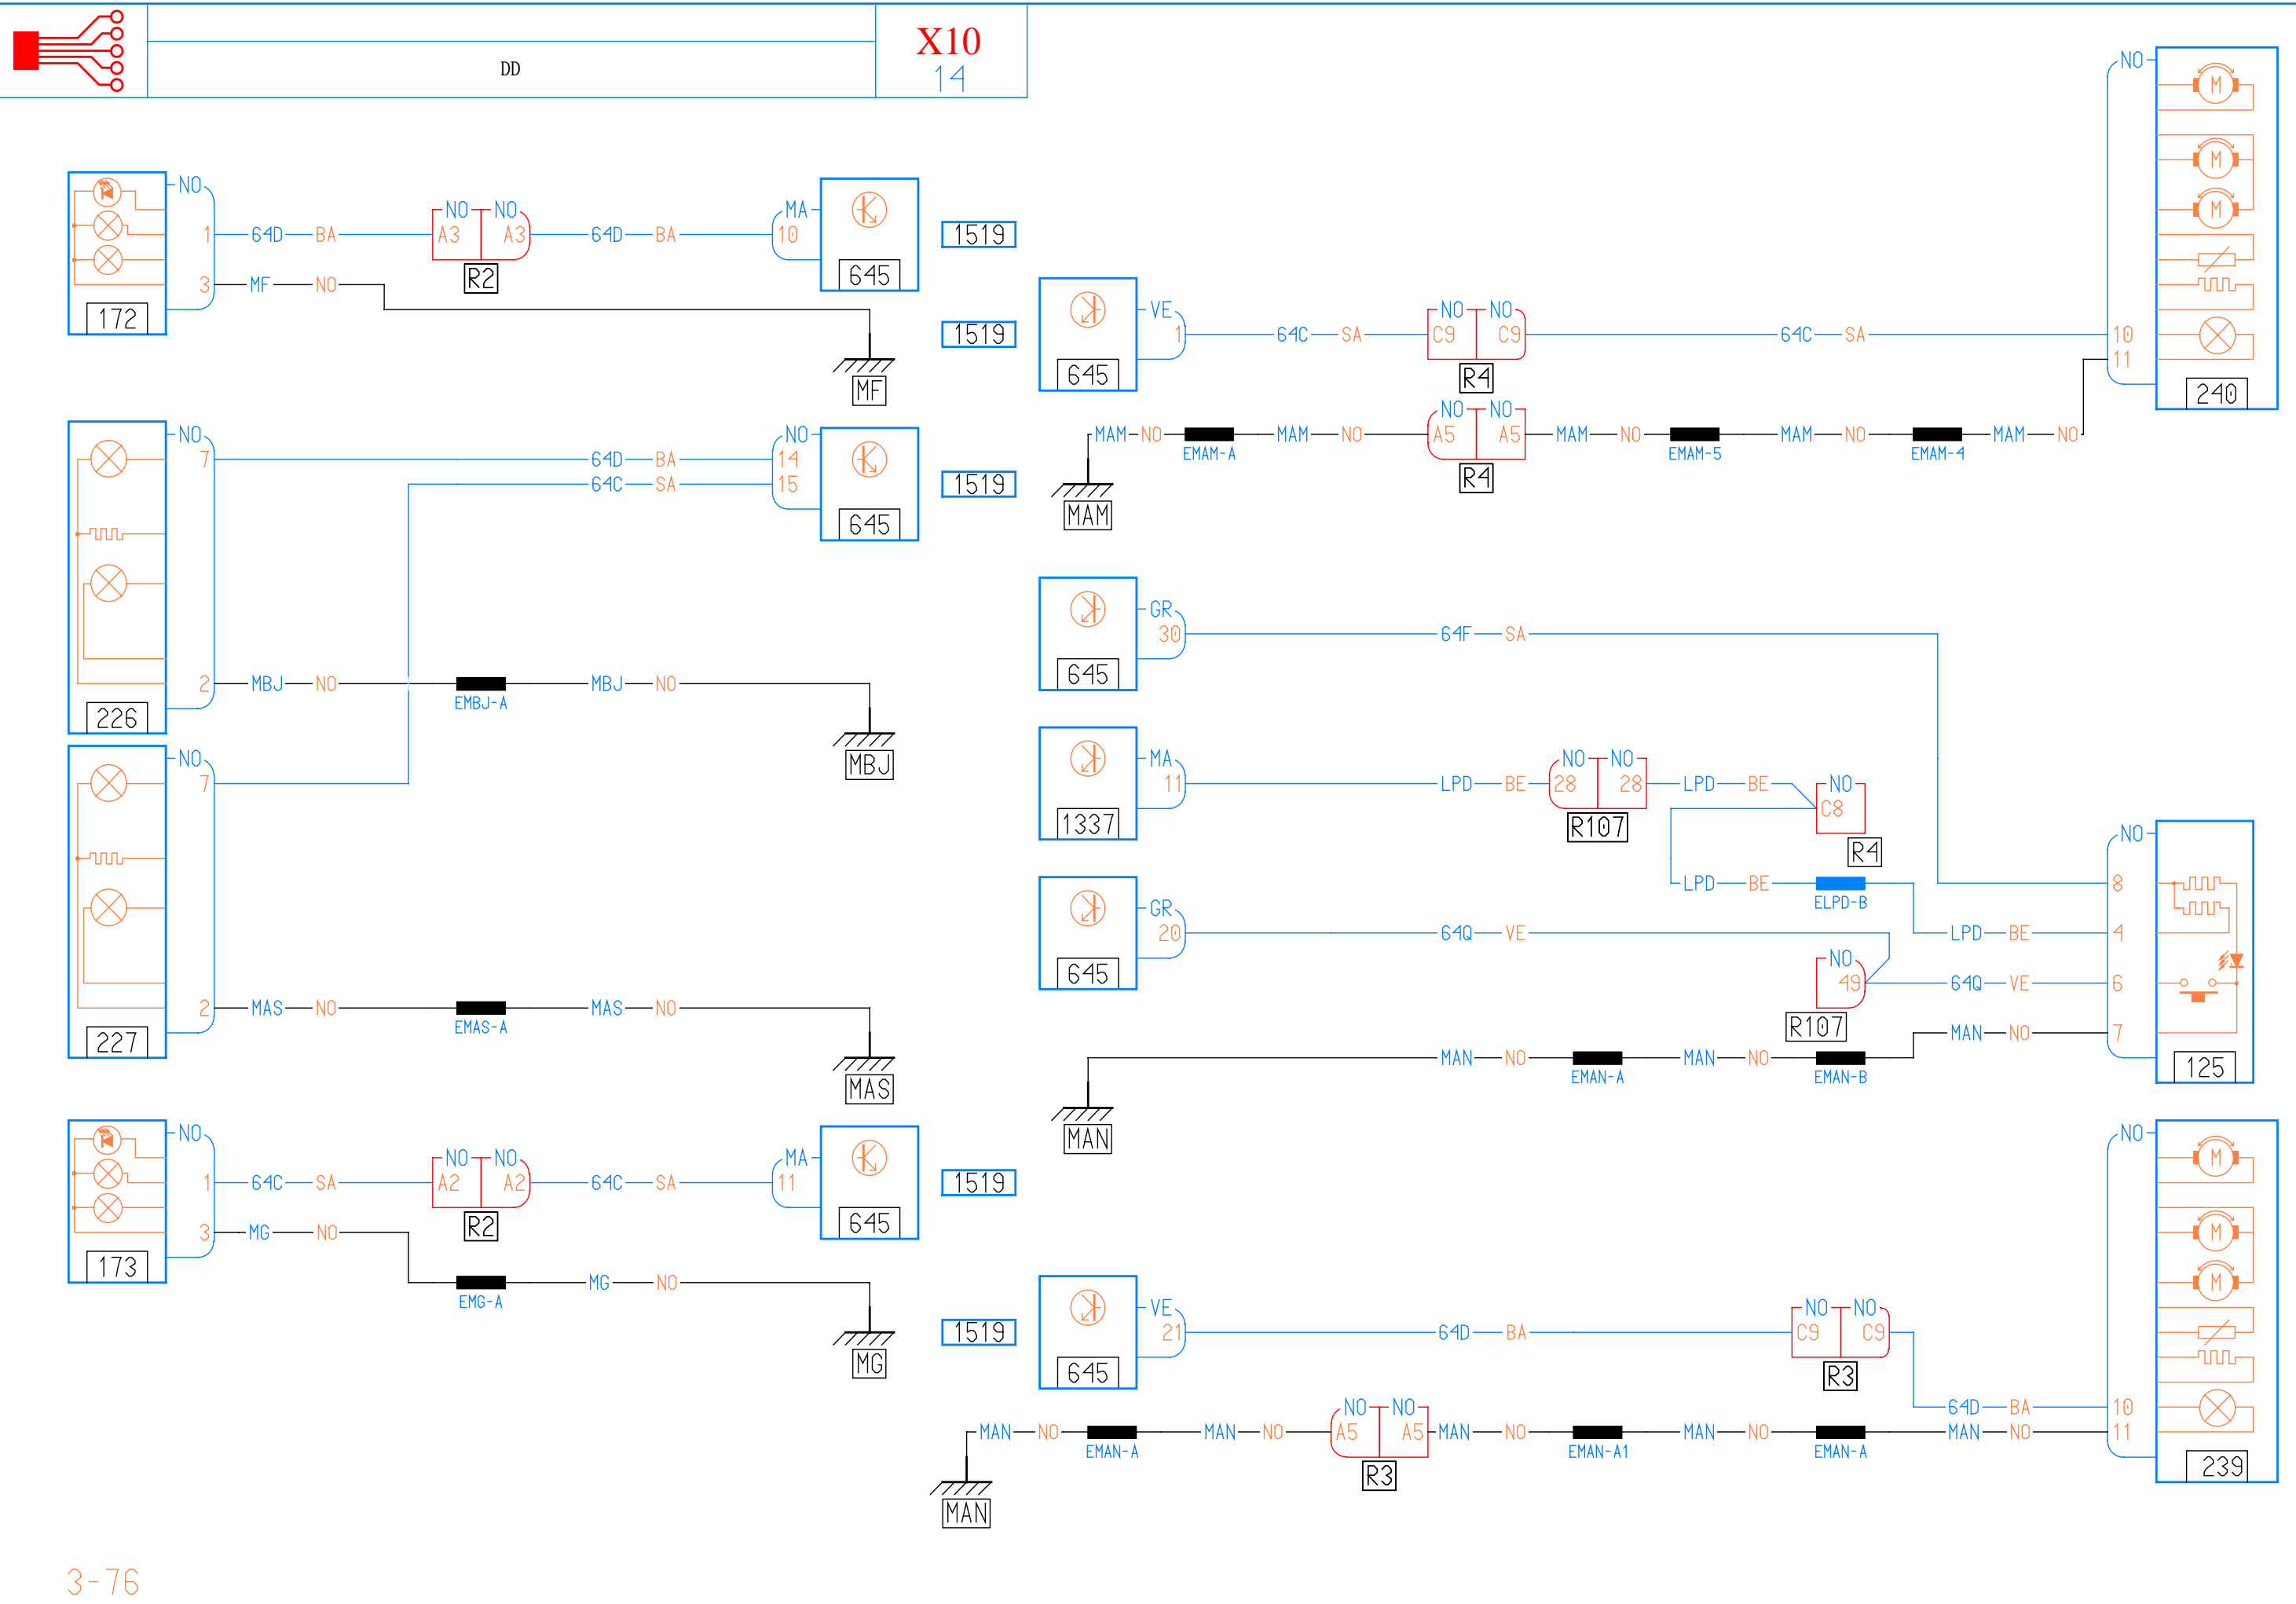 X10
DD
14
NO
1 64D BA NO NO A3 A3 64D BA MA 10
R2
645
1519
3 MF NO
172
MF
1519
VE
1 64C SA NO NO C9 C9 64C SA 10
645
R4
NO
11
240
NO
7 64D BA NO 14
64C SA 15
645
1519
MAM NO EMAM-A MAM NO NO NO A5 A5 MAM NO EMAM-5 MAM NO EMAM-4 MAM NO
R4
MAM
2 MBJ NO EMBJ-A MBJ NO
226
MBJ
GR
30 64F SA
645
NO
7
MA
11 LPD BE NO NO 28 28 LPD BE NO C8
1337
R107
R4
LPD BE ELPD-B
NO
8
GR
20 64Q VE
645
LPD BE 4
NO
49 64Q VE 6
R107
2 MAS NO EMAS-A MAS NO
227
MAS
MAN NO EMAN-A MAN NO EMAN-B MAN NO 7
125
MAN
NO
1 64C SA NO NO A2 A2 64C SA MA 11
R2
645
1519
3 MG NO
173
EMG-A MG NO
MG
1519
VE
21 64D BA NO NO C9 C9
645
R3
NO
64D BA 10
MAN NO EMAN-A MAN NO NO NO A5 A5 MAN NO EMAN-A1 MAN NO EMAN-A MAN NO 11
R3
239
MAN
M
M
M
M
M
M
3-76